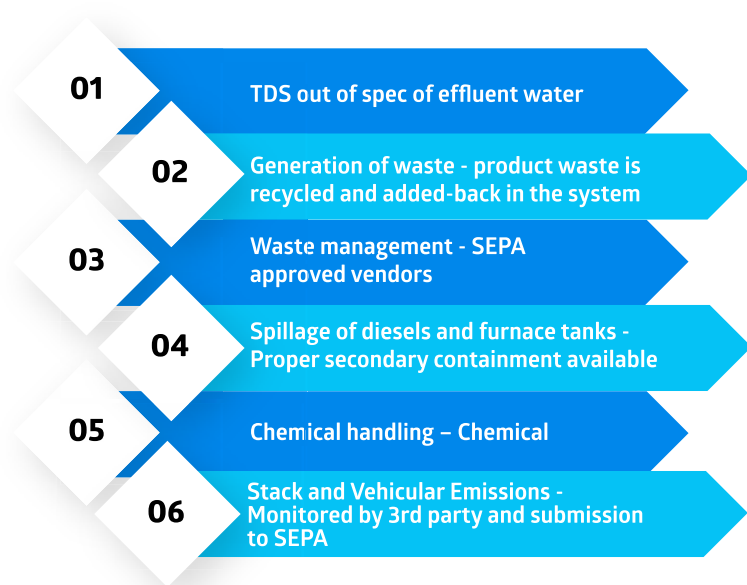 01
TDS out of spec of effluent water
02
Generation of waste - product waste is
recycled and added-back in the system
03
Waste management - SEPA
approved vendors
04
Spillage of diesels and furnace tanks -
Proper secondary containment available
05
Chemical handling – Chemical
06
Stack and Vehicular Emissions -
Monitored by 3rd party and submission
to SEPA